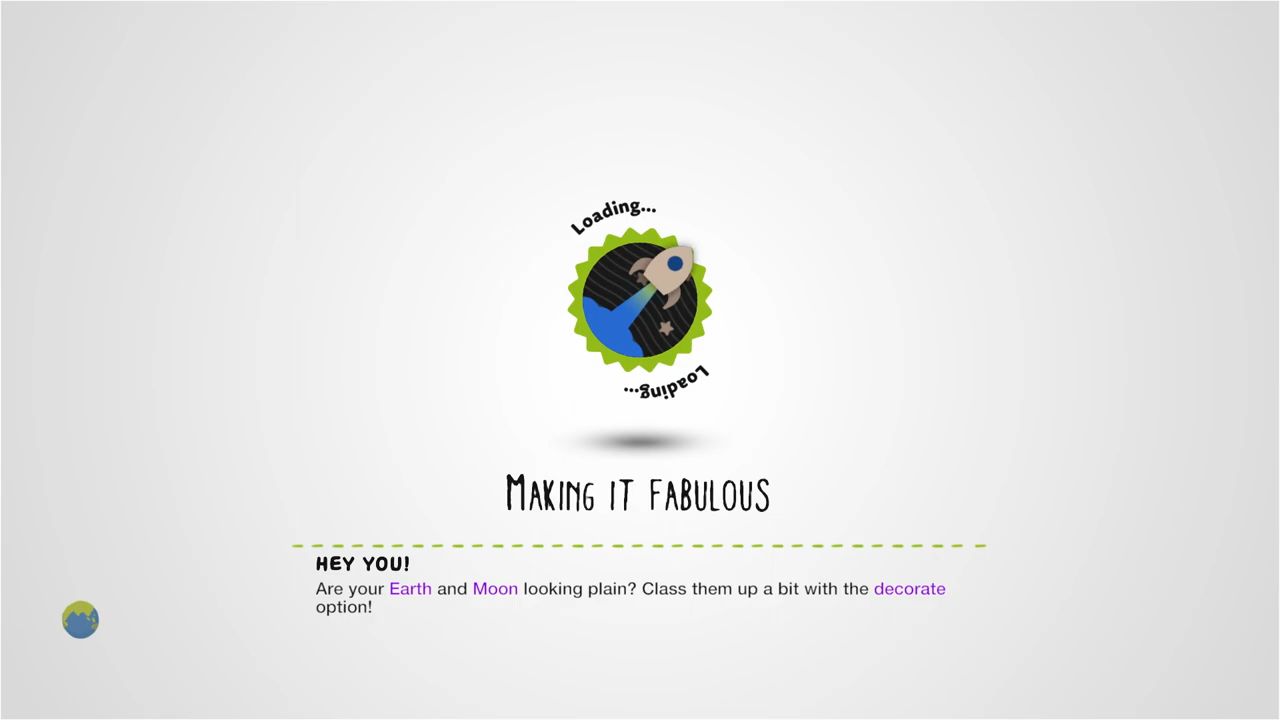 Loading...
Loading...
Making it fabulous
HEY YOU!
Are your Earth and Moon looking plain? Class them up a bit with the decorate
option!